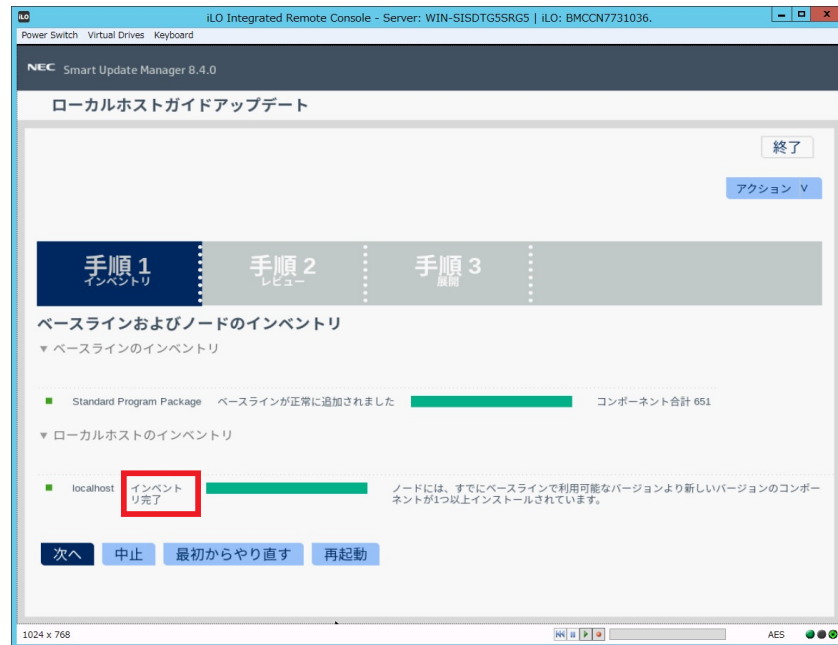 iLO
iLO Integrated Remote Console - Server: WIN-SISDTG5SRG5 | iLO: BMCCN7731036.
Power Switch Virtual Drives Keyboard
NEC Smart Update Manager 8.4.0
ローカルホストガイドアップデート
終了
アクション ∨
手順 1
インベントリ
手順 2
レビュー
手順 3
展開
ベースラインおよびノードのインベントリ
▼ ベースラインのインベントリ
Standard Program Package ベースラインが正常に追加されました コンポーネント合計 651
▼ ローカルホストのインベントリ
localhost インベント
リ完了
ノードには、すでにベースラインで利用可能なバージョンより新しいバージョンのコンポー
ネントが1つ以上インストールされています。
次へ 中止 最初からやり直す 再起動
1024 x 768 AES